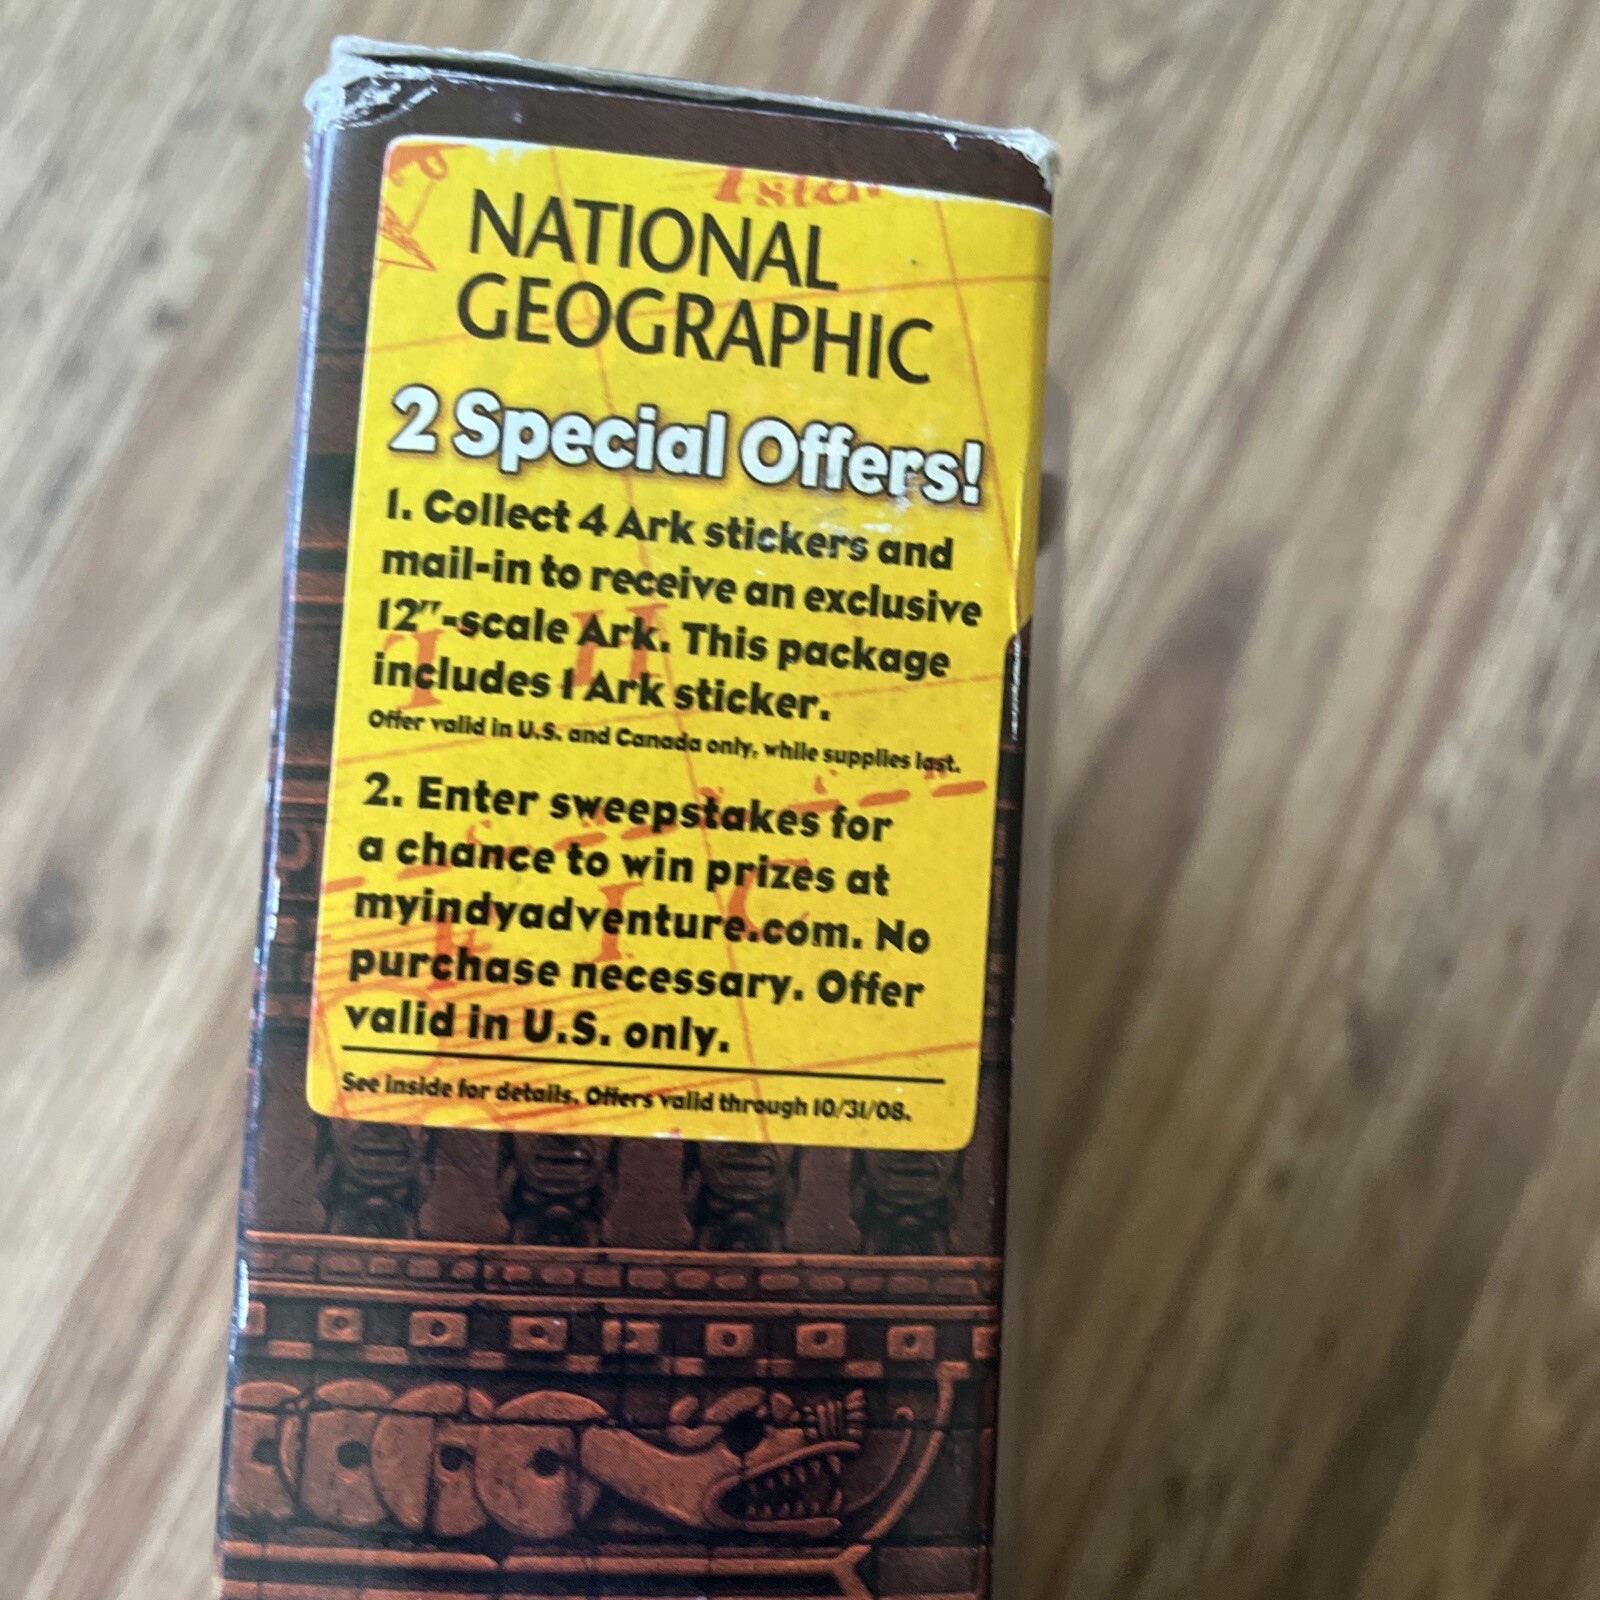 NATIONAL
GEOGRAPHIC
2 Special Offers!
1. Collect 4 Ark stickers and
mail-in to receive an exclusive
12"-scale Ark. This package
includes 1 Ark sticker.
Offer valid in U.S. and Canada only, while supplies last.
2. Enter sweepstakes for
a chance to win prizes at
myindyadventure.com. No
purchase necessary. Offer
valid in U.S. only.
See inside for details. Offers valid through 10/31/08.